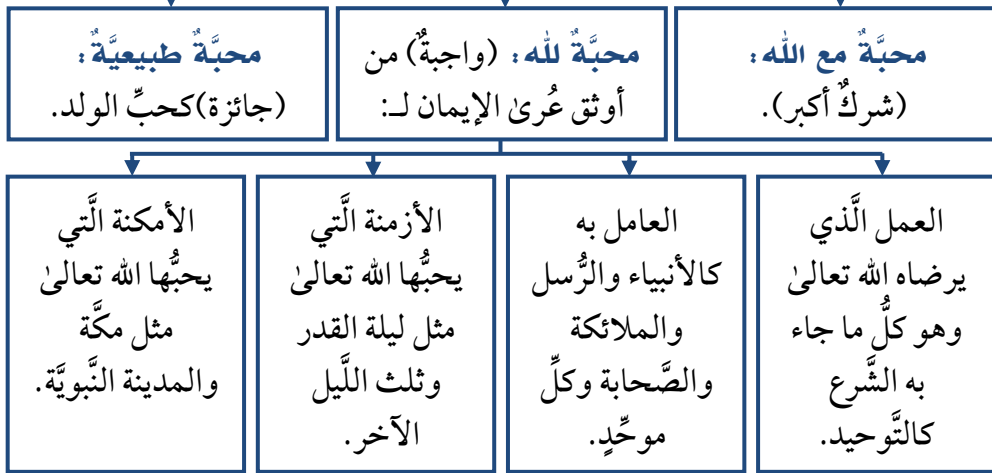 محبَّةٌ مع الله:
(شركٌ أكبر).
محبَّةٌ لله: (واجبةٌ) من
أوثق عُرىٰ الإيمان لـ:
محبَّةٌ طبيعيَّةٌ:
(جائزة)كحبِّ الولد.
العمل الَّذي
يرضاه الله تعالىٰ
وهو كلُّ ما جاء
به الشَّرع
كالتَّوحيد.
العامل به
كالأنبياء والرُّسل
والملائكة
والصَّحابة وكلِّ
موحِّدٍ.
الأزمنة الَّتي
يحبُّها الله تعالىٰ
مثل ليلة القدر
وثلث اللَّيل
الآخر.
الأمكنة الَّتي
يحبُّها الله تعالىٰ
مثل مكَّة
والمدينة النَّبويَّة.